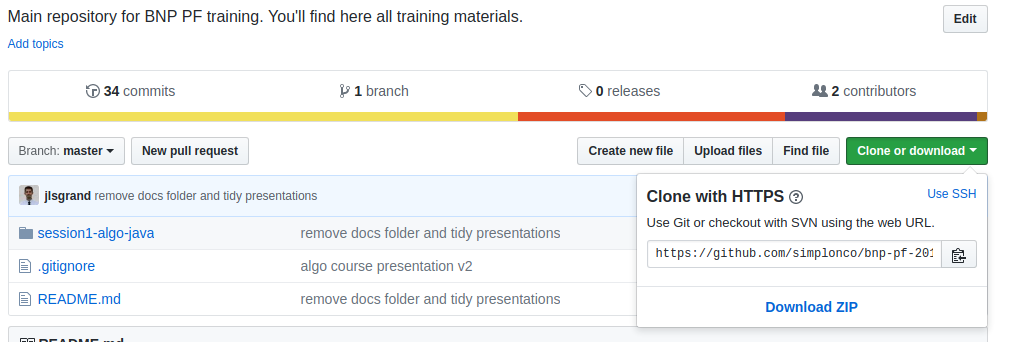 Main repository for BNP PF training. You'll find here all training materials.
Edit
Add topics
34 commits
1 branch
0 releases
2 contributors
Branch: master
New pull request
Create new file
Upload files
Find file
Clone or download
jlsgrand remove docs folder and tidy presentations
session1-algo-java remove docs folder and tidy presentations
.gitignore algo course presentation v2
README.md remove docs folder and tidy presentations
Clone with HTTPS
Use SSH
Use Git or checkout with SVN using the web URL.
https://github.com/simplonco/bnp-pf-201
Download ZIP
README.md